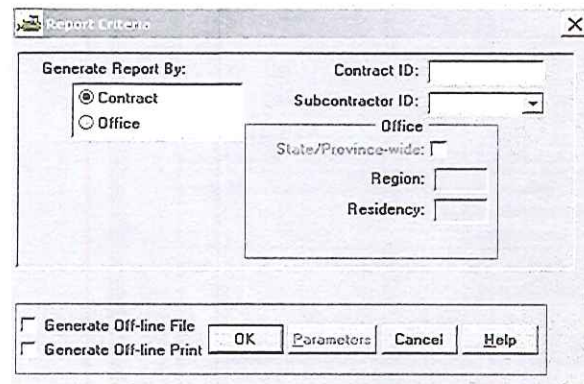 Report Criteria
Generate Report By:
Contract
Office
Contract ID:
Subcontractor ID:
Office
State/Province-wide:
Region:
Residency:
Generate Off-line File
Generate Off-line Print
OK
Parameters
Cancel
Help